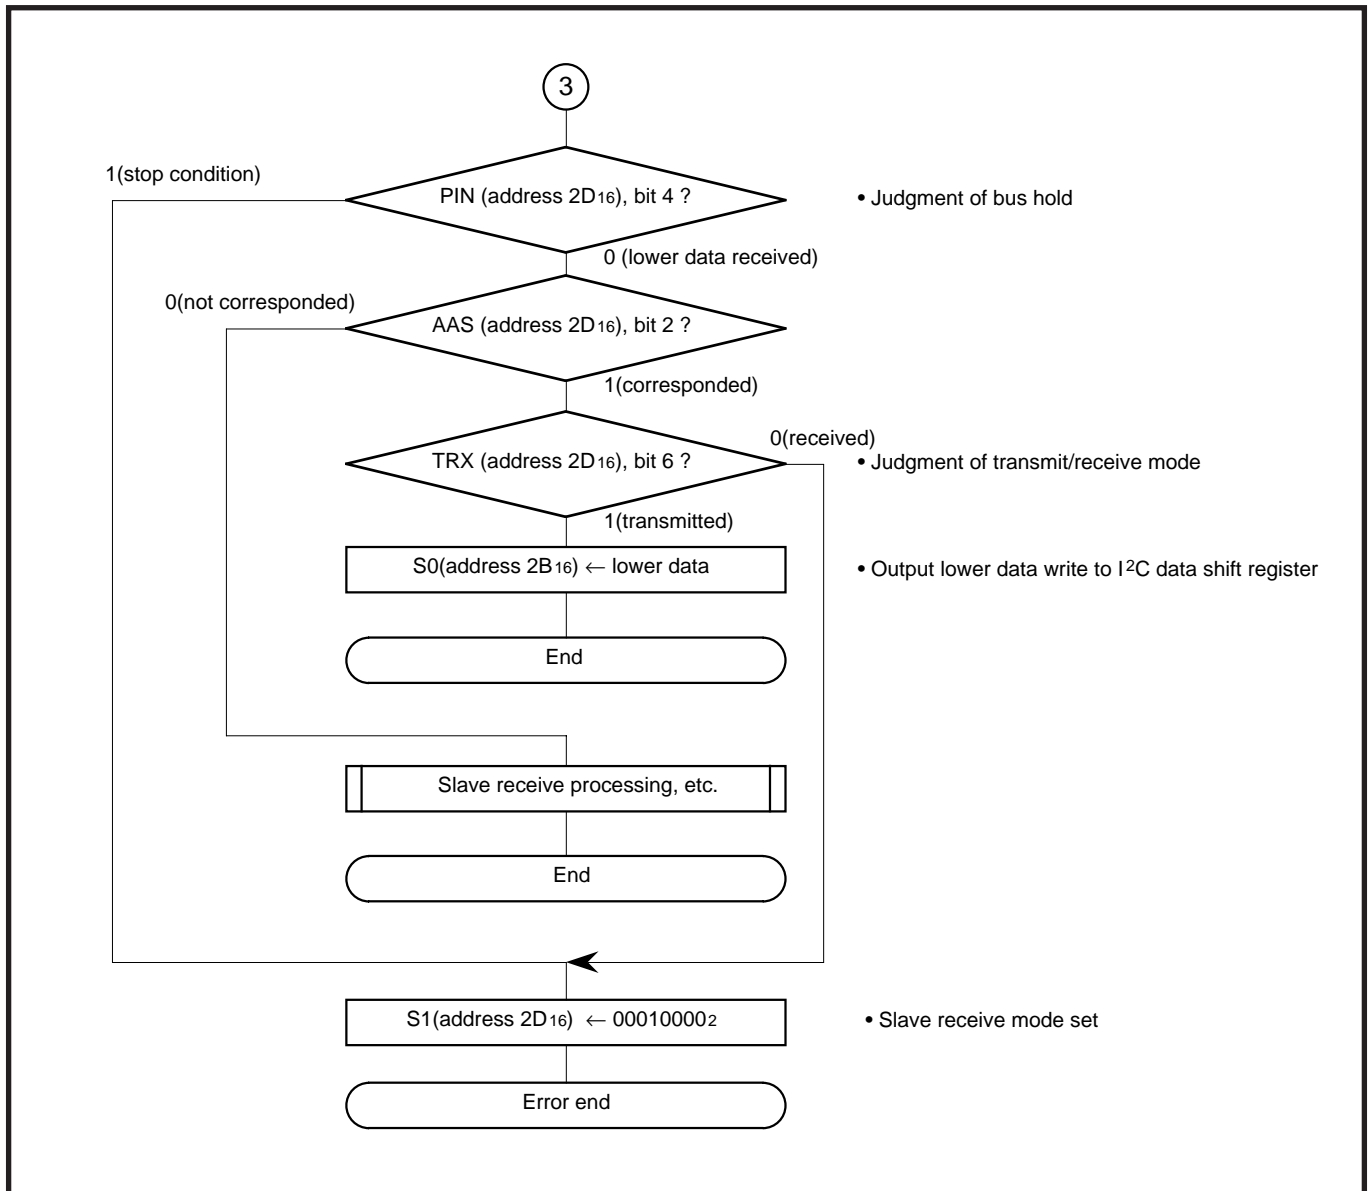 3
1(stop condition)
PIN (address 2D16), bit 4 ?
• Judgment of bus hold
0 (lower data received)
0(not corresponded)
AAS (address 2D16), bit 2 ?
1(corresponded)
0(received)
TRX (address 2D16), bit 6 ?
• Judgment of transmit/receive mode
1(transmitted)
S0(address 2B16) ← lower data
• Output lower data write to I2C data shift register
End
Slave receive processing, etc.
End
S1(address 2D16) ← 000100002
• Slave receive mode set
Error end